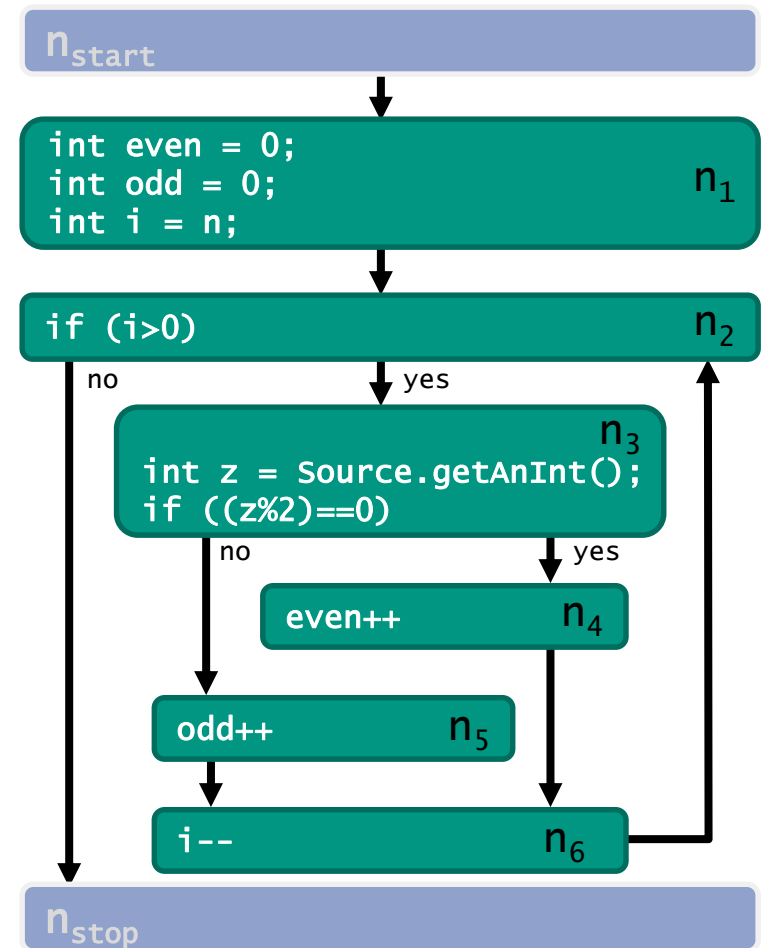 nstart
int even = 0;
int odd = 0;
int i = n;
n1
if (i>0) n2
no yes
n3
int z = Source.getAnInt();
if ((z%2)==0)
no yes
even++ n4
odd++ n5
i-- n6
nstop